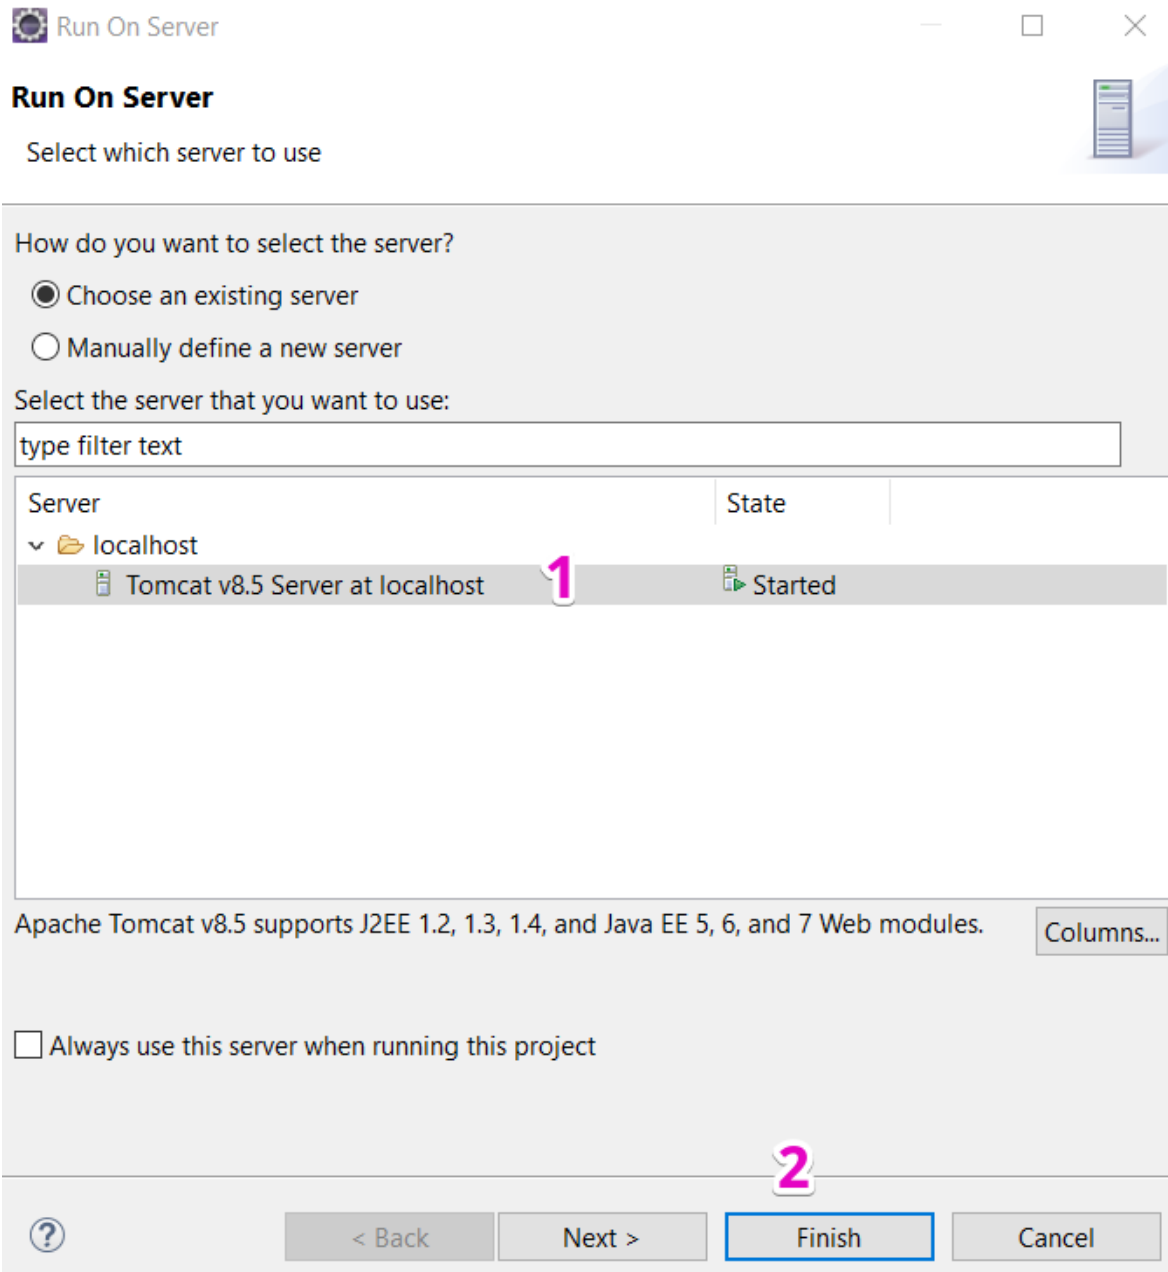 Run On Server
Run On Server
Select which server to use
How do you want to select the server?
Choose an existing server
Manually define a new server
Select the server that you want to use:
type filter text
Server State
localhost
Tomcat v8.5 Server at localhost 1 Started
Apache Tomcat v8.5 supports J2EE 1.2, 1.3, 1.4, and Java EE 5, 6, and 7 Web modules.
Columns...
Always use this server when running this project
2
? < Back Next > Finish Cancel